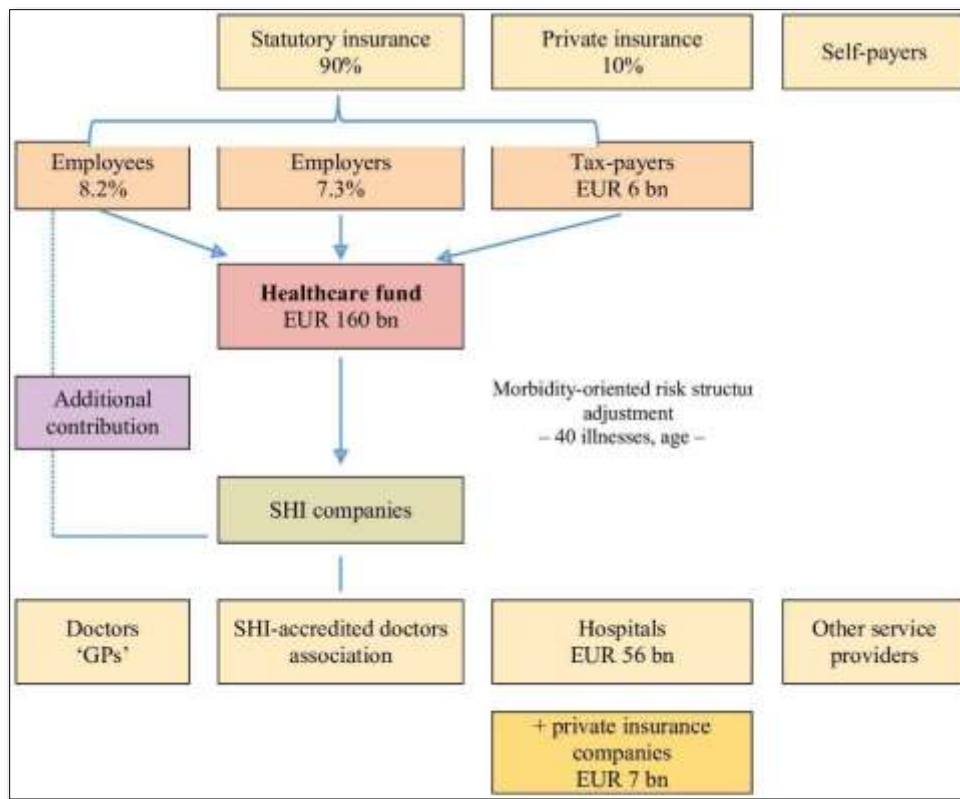 Statutory insurance
90%
Private insurance
10%
Self-payers
Employees
8.2%
Employers
7.3%
Tax-payers
EUR 6 bn
Healthcare fund
EUR 160 bn
Additional
contribution
Morbidity-oriented risk structur
adjustment
– 40 illnesses, age –
SHI companies
Doctors
‘GPs’
SHI-accredited doctors
association
Hospitals
EUR 56 bn
Other service
providers
+ private insurance
companies
EUR 7 bn